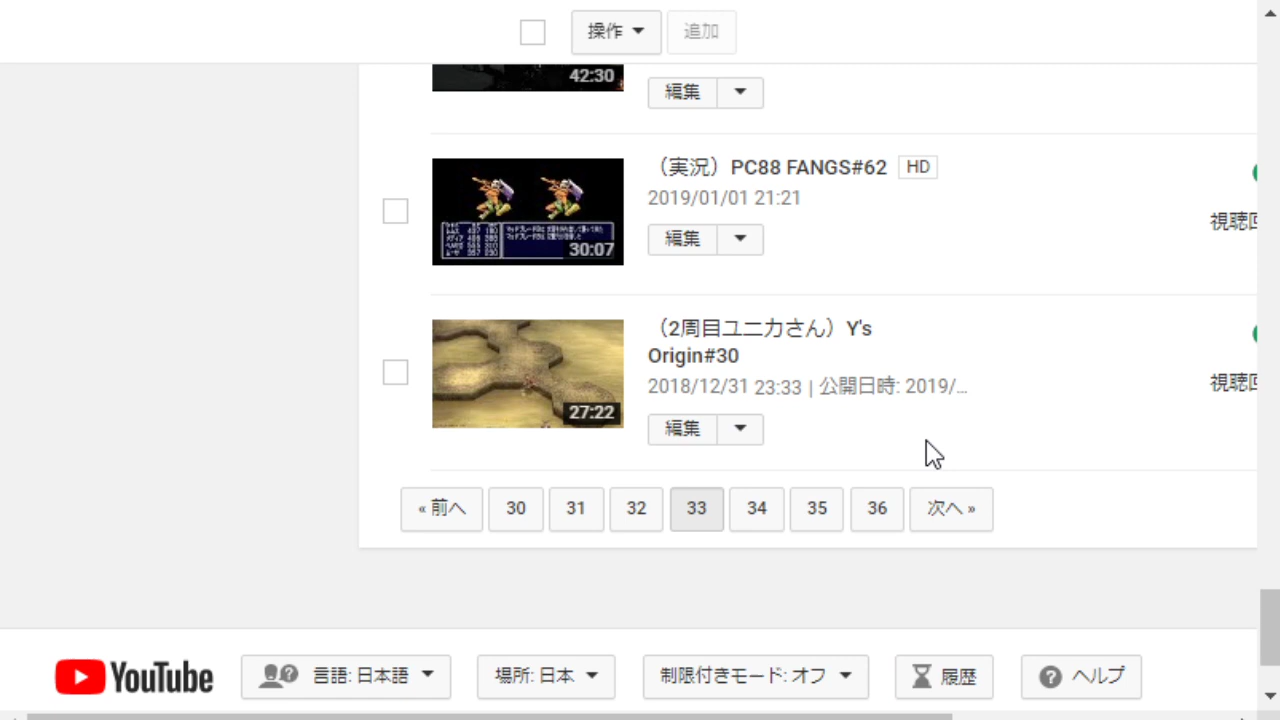 操作
追加
42:30
編集
（実況）PC88 FANGS#62 HD
2019/01/01 21:21
視聴回
編集
30:07
（2周目ユニカさん）Y's
Origin#30
2018/12/31 23:33 | 公開日時: 2019/...
視聴回
27:22
編集
« 前へ 30 31 32 33 34 35 36 次へ »
YouTube 言語: 日本語 場所: 日本 制限付きモード: オフ 履歴 ヘルプ